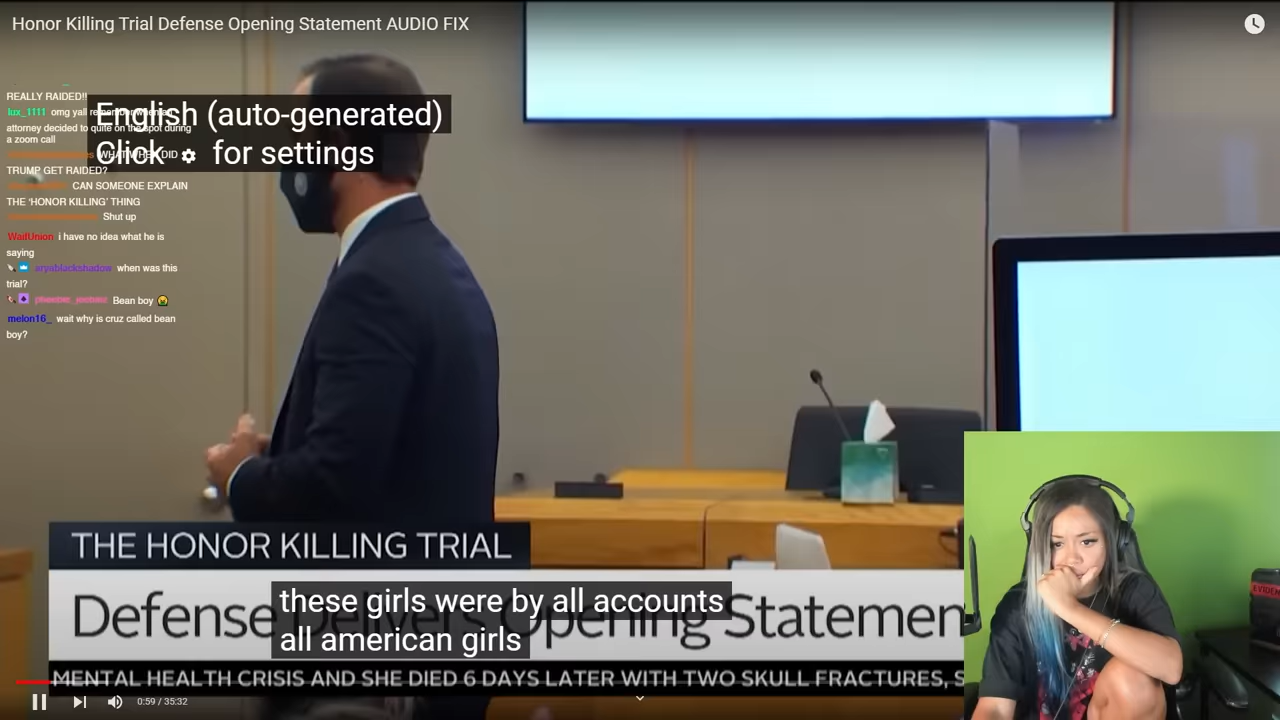 Honor Killing Trial Defense Opening Statement AUDIO FIX
REALLY RAIDED!!
English (auto-generated)
Click for settings
lux_1111 omg yall
attorney decided to quite on the spot during
a zoom call
DID
TRUMP GET RAIDED?
CAN SOMEONE EXPLAIN
THE ‘HONOR KILLING’ THING
Shut up
WaifUnion i have no idea what he is
saying
aryablackshadow when was this
trial?
Bean boy
melon16_ wait why is cruz called bean
boy?
THE HONOR KILLING TRIAL
Defense Delivers Opening Statemen
these girls were by all accounts
all american girls
MENTAL HEALTH CRISIS AND SHE DIED 6 DAYS LATER WITH TWO SKULL FRACTURES, S
0:59 / 35:32
EVIDEN